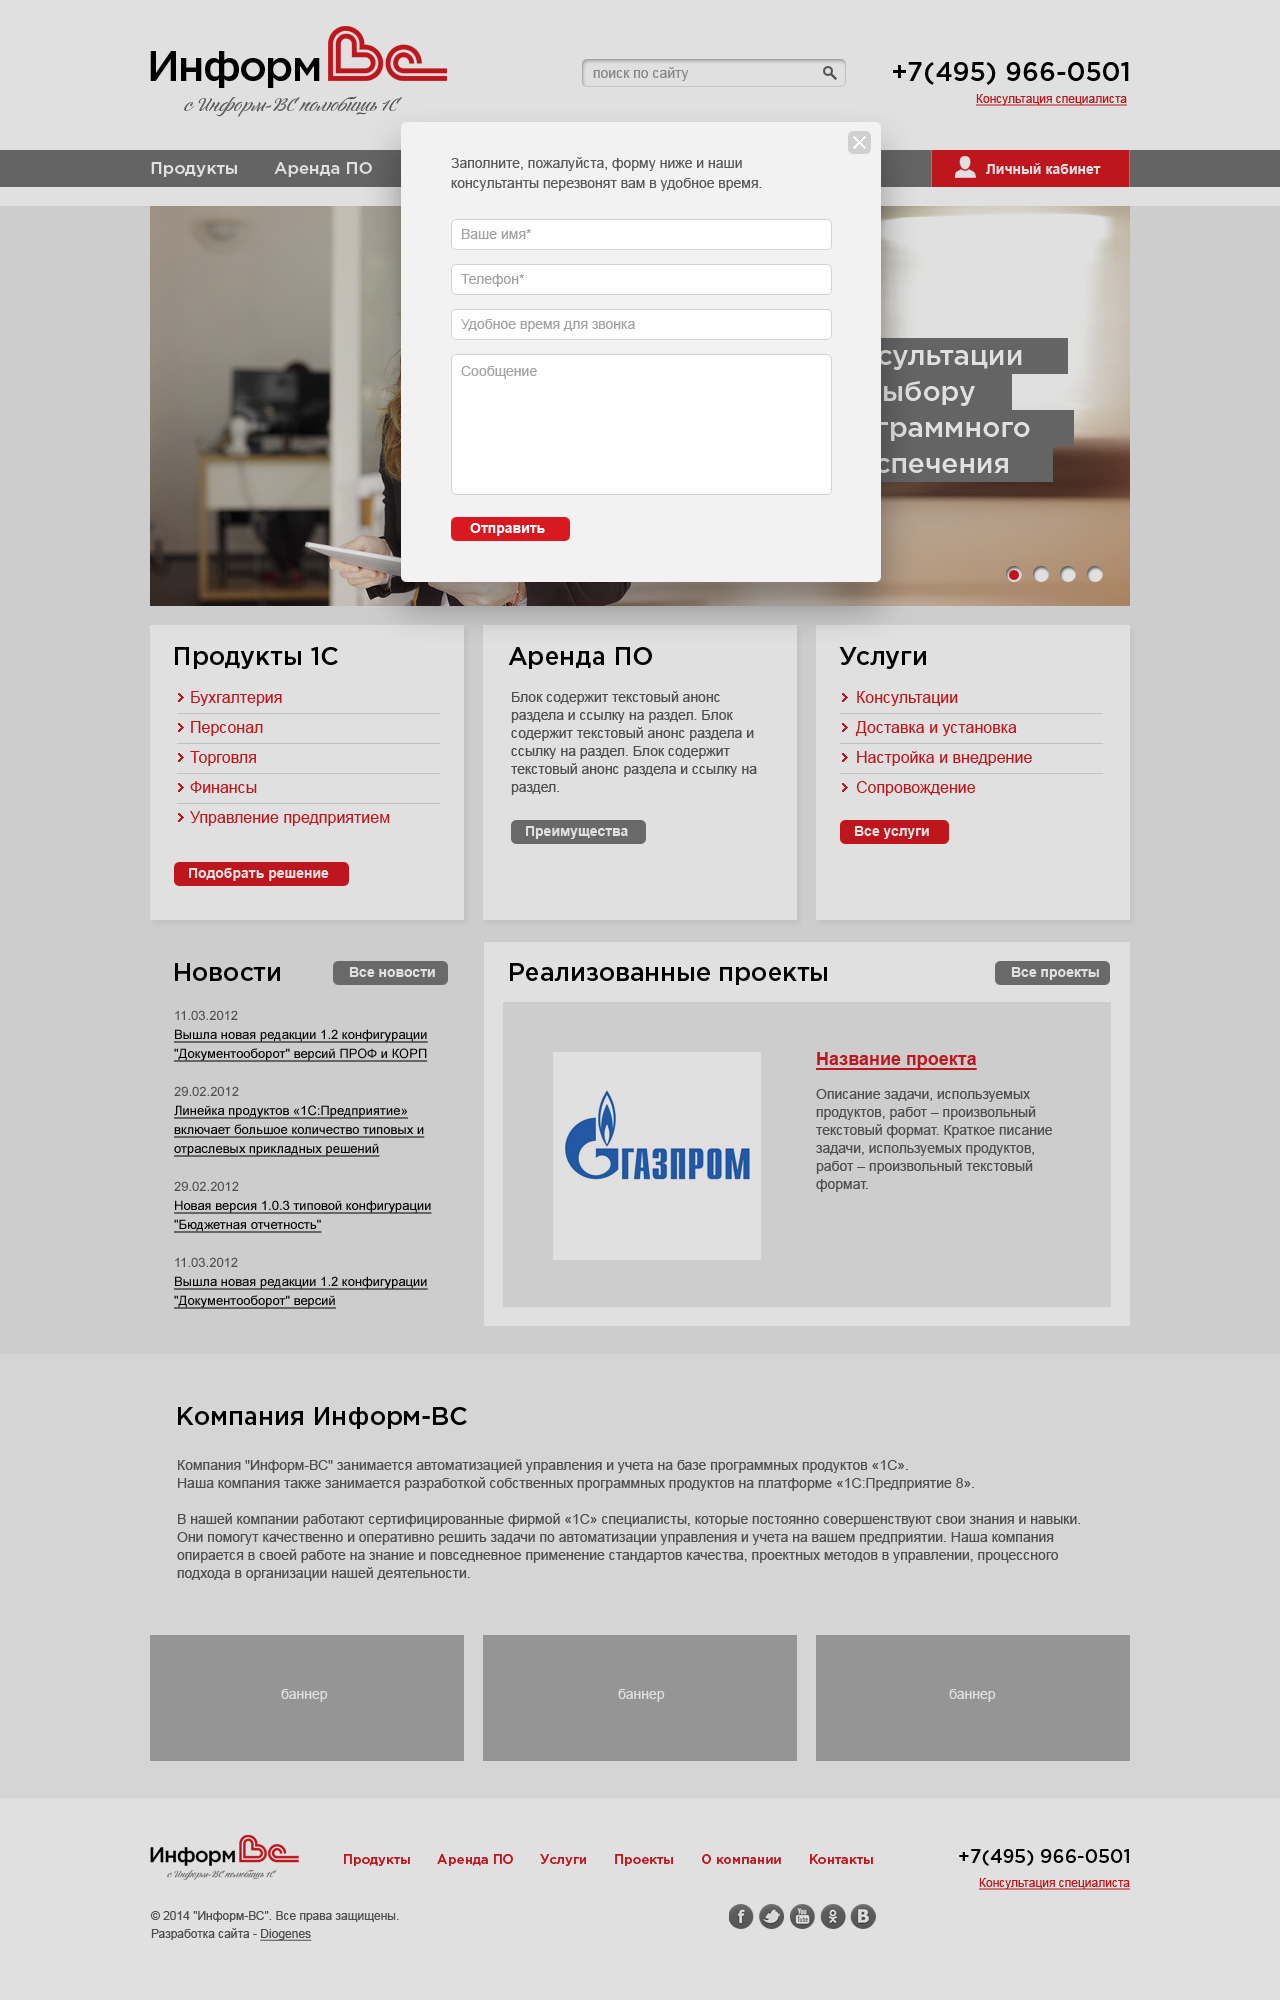 Информ ВС
с Информ-ВС полюбишь 1С
поиск по сайту
+7(495) 966-0501
Консультация специалиста
Продукты
Аренда ПО
Личный кабинет
Заполните, пожалуйста, форму ниже и наши
консультанты перезвонят вам в удобное время.
Ваше имя*
Телефон*
Удобное время для звонка
Сообщение
Отправить
сультации
ыбору
граммного
спечения
Продукты 1С
Бухгалтерия
Персонал
Торговля
Финансы
Управление предприятием
Подобрать решение
Аренда ПО
Блок содержит текстовый анонс
раздела и ссылку на раздел. Блок
содержит текстовый анонс раздела и
ссылку на раздел. Блок содержит
текстовый анонс раздела и ссылку на
раздел.
Преимущества
Услуги
Консультации
Доставка и установка
Настройка и внедрение
Сопровождение
Все услуги
Новости
Все новости
11.03.2012
Вышла новая редакции 1.2 конфигурации
"Документооборот" версий ПРОФ и КОРП
29.02.2012
Линейка продуктов «1С:Предприятие»
включает большое количество типовых и
отраслевых прикладных решений
29.02.2012
Новая версия 1.0.3 типовой конфигурации
"Бюджетная отчетность"
11.03.2012
Вышла новая редакции 1.2 конфигурации
"Документооборот" версий
Реализованные проекты
Все проекты
ГАЗПРОМ
Название проекта
Описание задачи, используемых
продуктов, работ – произвольный
текстовый формат. Краткое писание
задачи, используемых продуктов,
работ – произвольный текстовый
формат.
Компания Информ-ВС
Компания "Информ-ВС" занимается автоматизацией управления и учета на базе программных продуктов «1С».
Наша компания также занимается разработкой собственных программных продуктов на платформе «1С:Предприятие 8».
В нашей компании работают сертифицированные фирмой «1С» специалисты, которые постоянно совершенствуют свои знания и навыки.
Они помогут качественно и оперативно решить задачи по автоматизации управления и учета на вашем предприятии. Наша компания
опирается в своей работе на знание и повседневное применение стандартов качества, проектных методов в управлении, процессного
подхода в организации нашей деятельности.
баннер
баннер
баннер
Информ ВС
с Информ-ВС полюбишь 1С
Продукты
Аренда ПО
Услуги
Проекты
О компании
Контакты
+7(495) 966-0501
Консультация специалиста
© 2014 "Информ-ВС". Все права защищены.
Разработка сайта - Diogenes
f
You
Tube
В